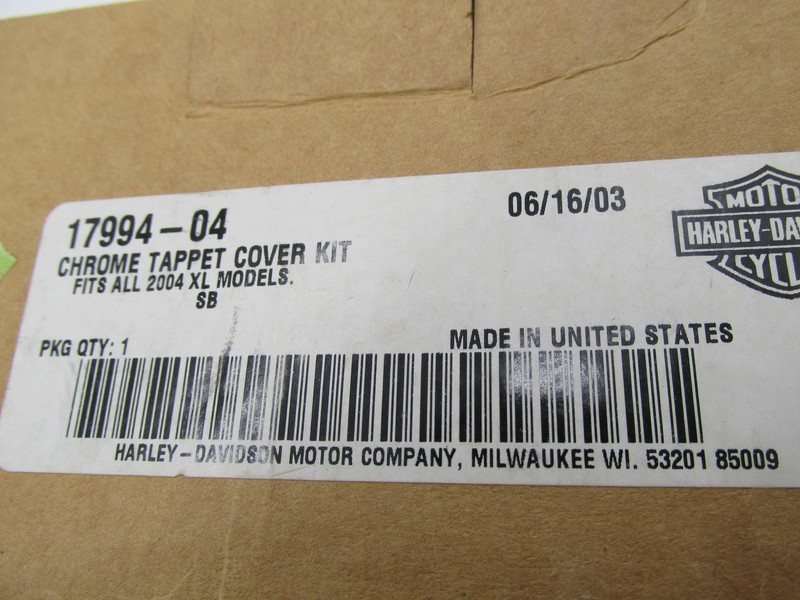 17994-04
06/16/03
CHROME TAPPET COVER KIT
FITS ALL 2004 XL MODELS.
SB
MOTO
HARLEY-DA
CYCL
PKG QTY: 1
MADE IN UNITED STATES
HARLEY-DAVIDSON MOTOR COMPANY, MILWAUKEE WI. 53201 85009